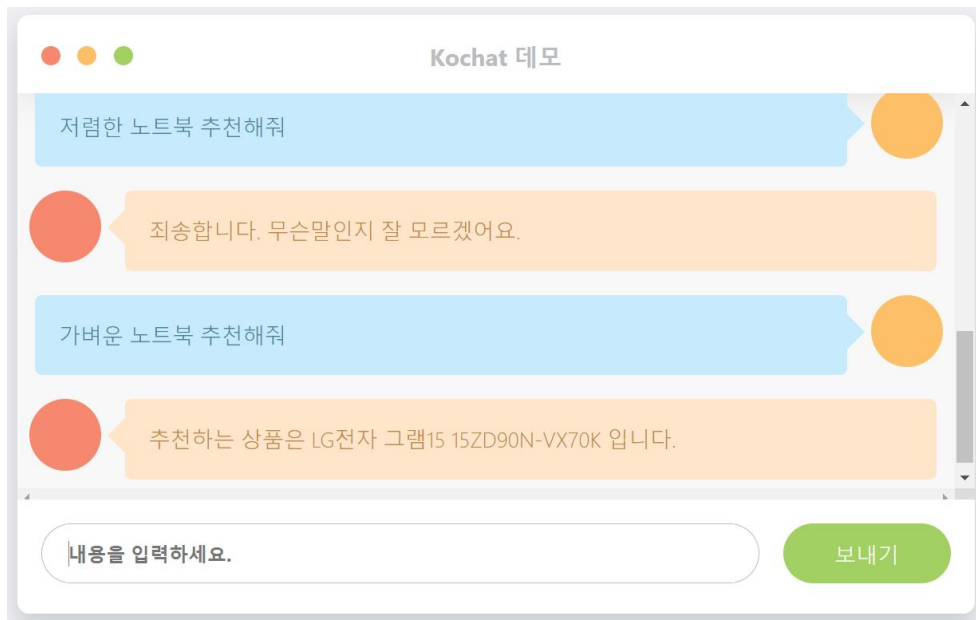 Kochat 데모
저렴한 노트북 추천해줘
죄송합니다. 무슨말인지 잘 모르겠어요.
가벼운 노트북 추천해줘
추천하는 상품은 LG전자 그램15 15ZD90N-VX70K 입니다.
내용을 입력하세요.
보내기